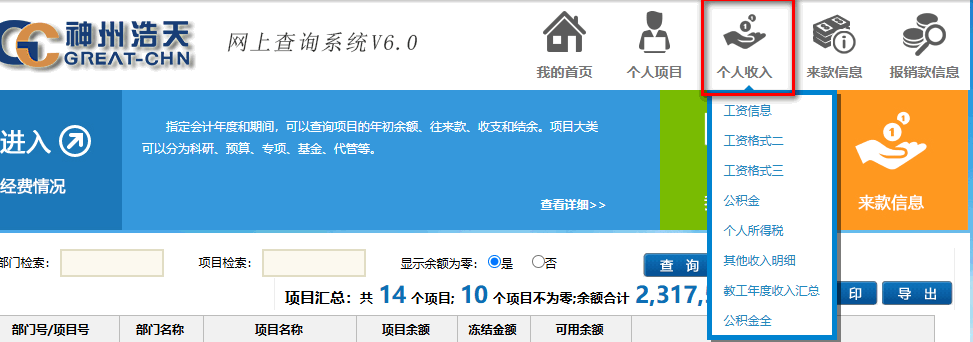 神州浩天
GREAT-CHN
网上查询系统V6.0
我的首页 个人项目 个人收入 来款信息 报销款信息
进入
经费情况
指定会计年度和期间，可以查询项目的年初余额、往来款、收支和结余。项目大类
可以分为科研、预算、专项、基金、代管等。
查看详细>>
工资信息
工资格式二
工资格式三
公积金
个人所得税
其他收入明细
教工年度收入汇总
公积金全
来款信息
部门检索： 项目检索： 显示余额为零： 是 否 查 询
项目汇总：共 14 个项目; 10 个项目不为零;余额合计 2,317,
印 导 出
部门号/项目号 部门名称 项目名称 项目余额 冻结金额 可用余额